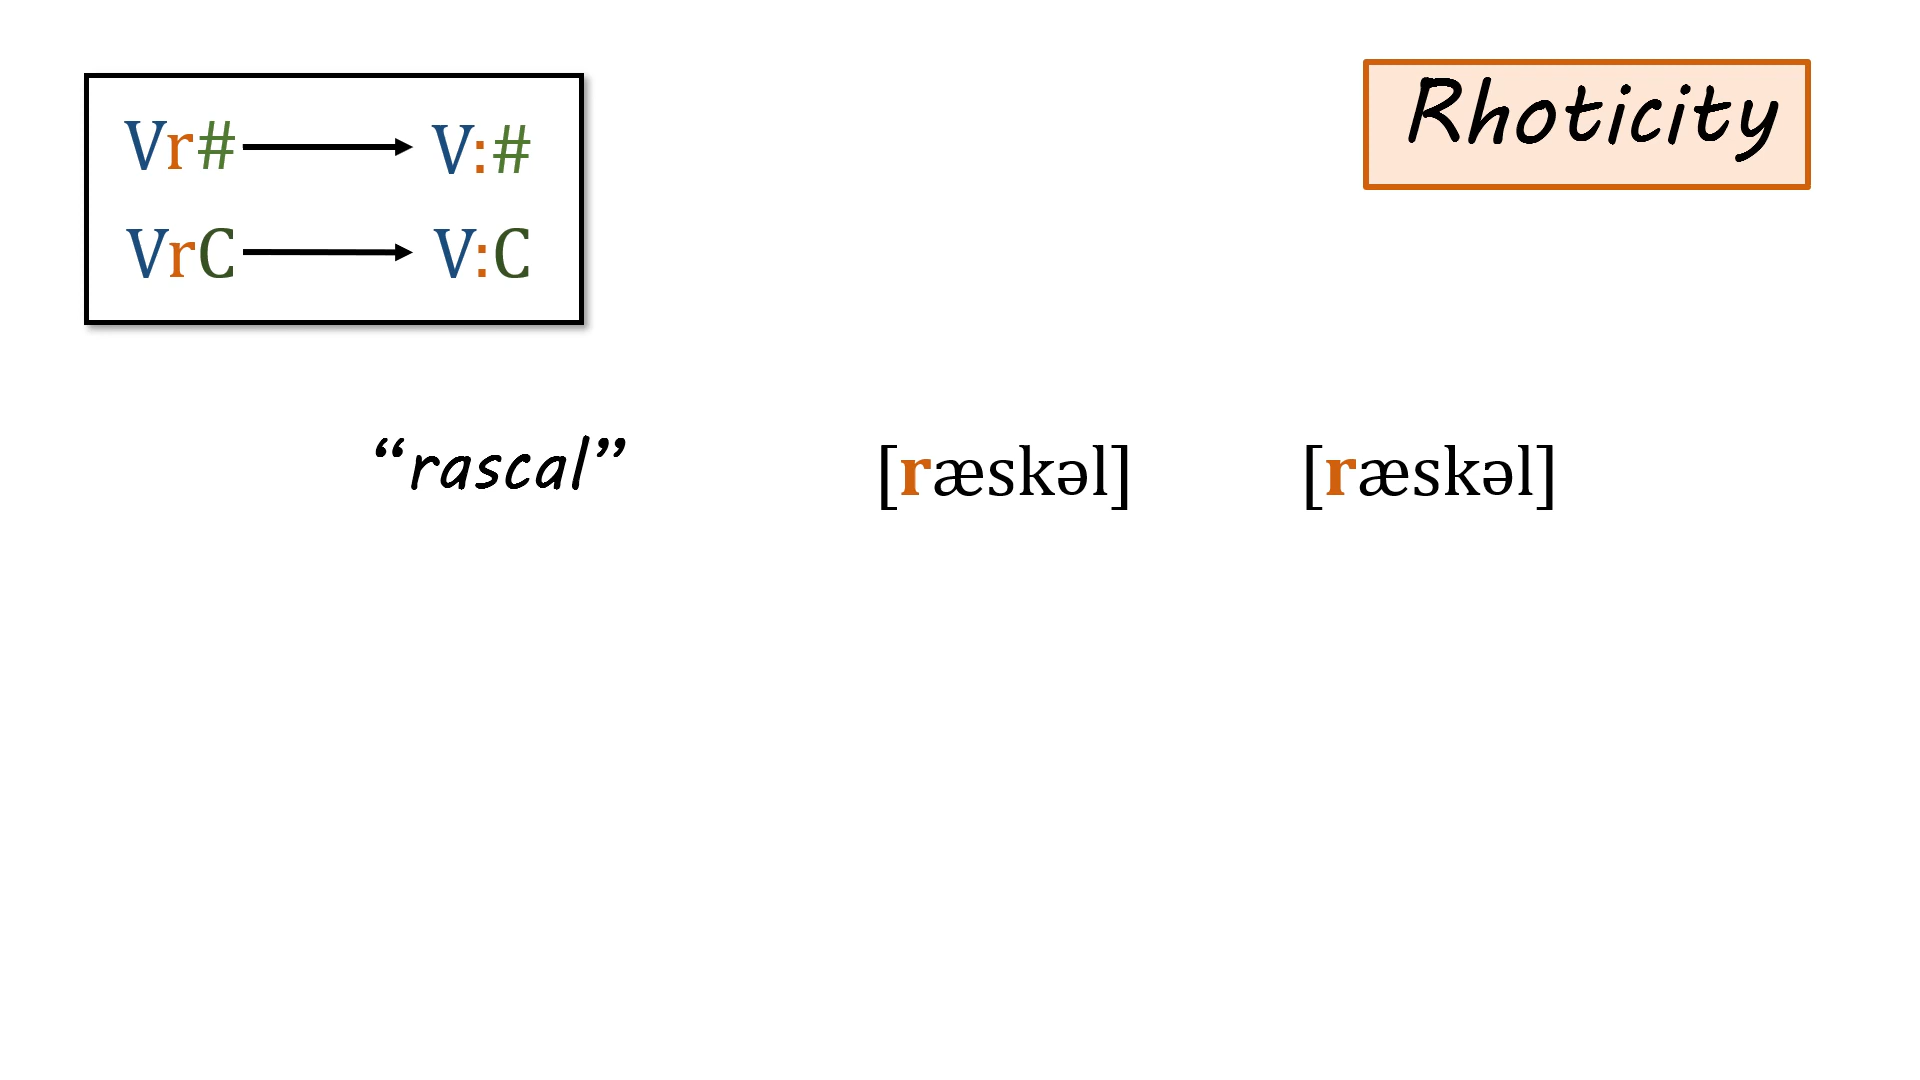 Rhoticity
Vr# → V:#
VrC → V:C
“rascal” [ræskəl] [ræskəl]